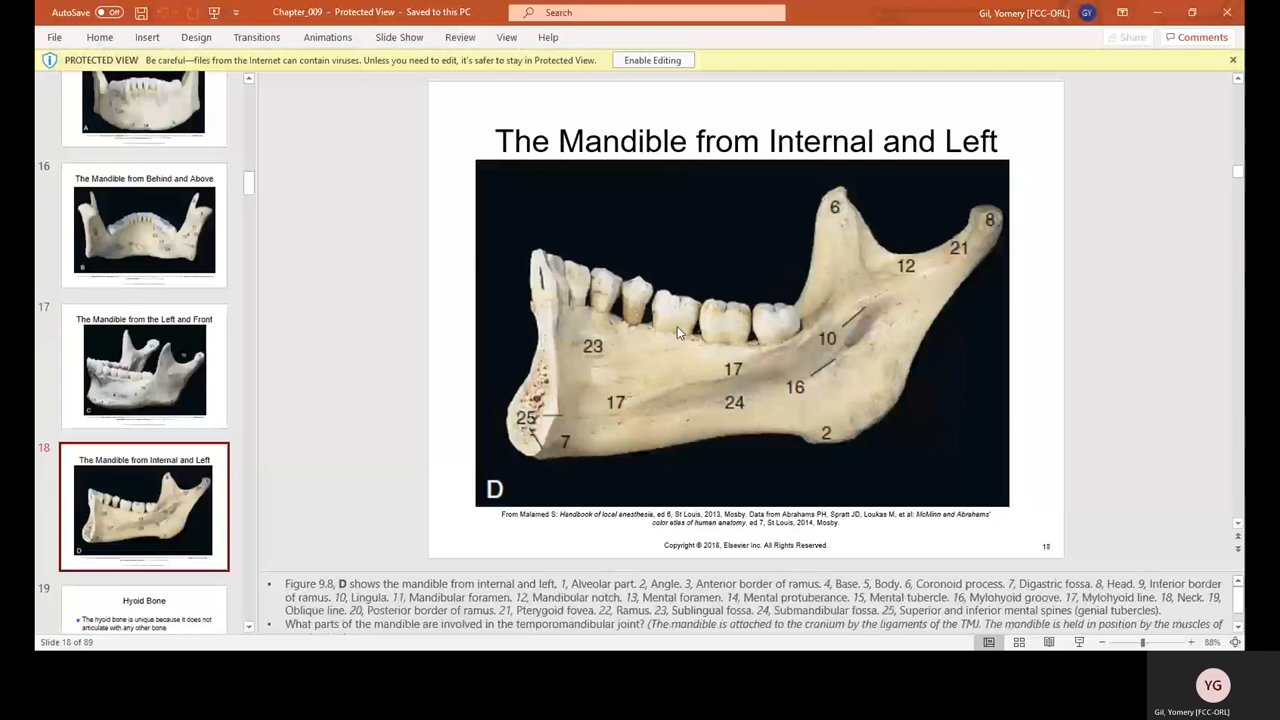 AutoSave Off
Chapter_009 - Protected View - Saved to this PC
Search
Gil, Yomery [FCC-ORL] GY
File Home Insert Design Transitions Animations Slide Show Review View Help
Share Comments
PROTECTED VIEW Be careful—files from the Internet can contain viruses. Unless you need to edit, it's safer to stay in Protected View. Enable Editing
A
16
The Mandible from Behind and Above
B
17
The Mandible from the Left and Front
18
The Mandible from Internal and Left
D
19
Hyoid Bone
The hyoid bone is unique because it does
not articulate with any other bone
The Mandible from Internal and Left
6
8
21
12
10
23
17
16
17
24
25
7
2
D
From Malamed S: Handbook of local anesthesia, ed 6, St Louis, 2013, Mosby. Data from Abrahams PH, Spratt JD, Loukas M, et al: McMinn and Abrahams'
color atlas of human anatomy, ed 7, St Louis, 2014, Mosby.
Copyright © 2018, Elsevier Inc. All Rights Reserved.
18
• Figure 9.8, D shows the mandible from internal and left. 1, Alveolar part. 2, Angle. 3, Anterior border of ramus. 4, Base. 5, Body. 6, Coronoid process. 7, Digastric fossa. 8, Head. 9, Inferior border
of ramus. 10, Lingula. 11, Mandibular foramen. 12, Mandibular notch. 13, Mental foramen. 14, Mental protuberance. 15, Mental tubercle. 16, Mylohyoid groove. 17, Mylohyoid line. 18, Neck. 19,
Oblique line. 20, Posterior border of ramus. 21, Pterygoid fovea. 22, Ramus. 23, Sublingual fossa. 24, Submandibular fossa. 25, Superior and inferior mental spines (genial tubercles).
• What parts of the mandible are involved in the temporomandibular joint? (The mandible is attached to the cranium by the ligaments of the TMJ. The mandible is held in position by the muscles of
Slide 18 of 89
88%
YG
Gil, Yomery [FCC-ORL]